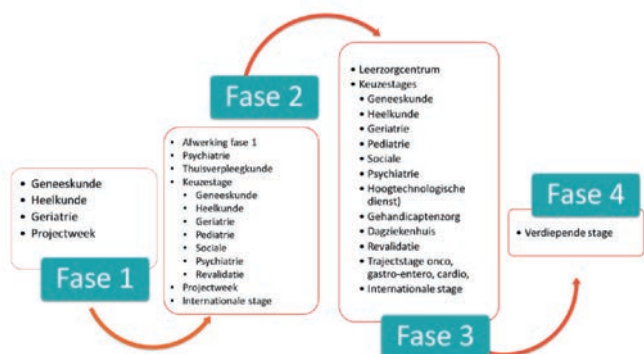 • Geneeskunde
• Heelkunde
• Geriatrie
• Projectweek
Fase 1
Fase 2
• Afwerking fase 1
• Psychiatrie
• Thuisverpleegkunde
• Keuzestage
• Geneeskunde
• Heelkunde
• Geriatrie
• Pediatrie
• Sociale
• Psychiatrie
• Revalidatie
• Projectweek
• Internationale stage
• Leerzorgcentrum
• Keuzestages
• Geneeskunde
• Heelkunde
• Geriatrie
• Pediatrie
• Sociale
• Psychiatrie
• Hoogtechnologische
dienst)
• Gehandicaptenzorg
• Dagziekenhuis
• Revalidatie
• Trajectstage onco,
gastro-entero, cardio,
• Internationale stage
Fase 3
Fase 4
• Verdiepende stage